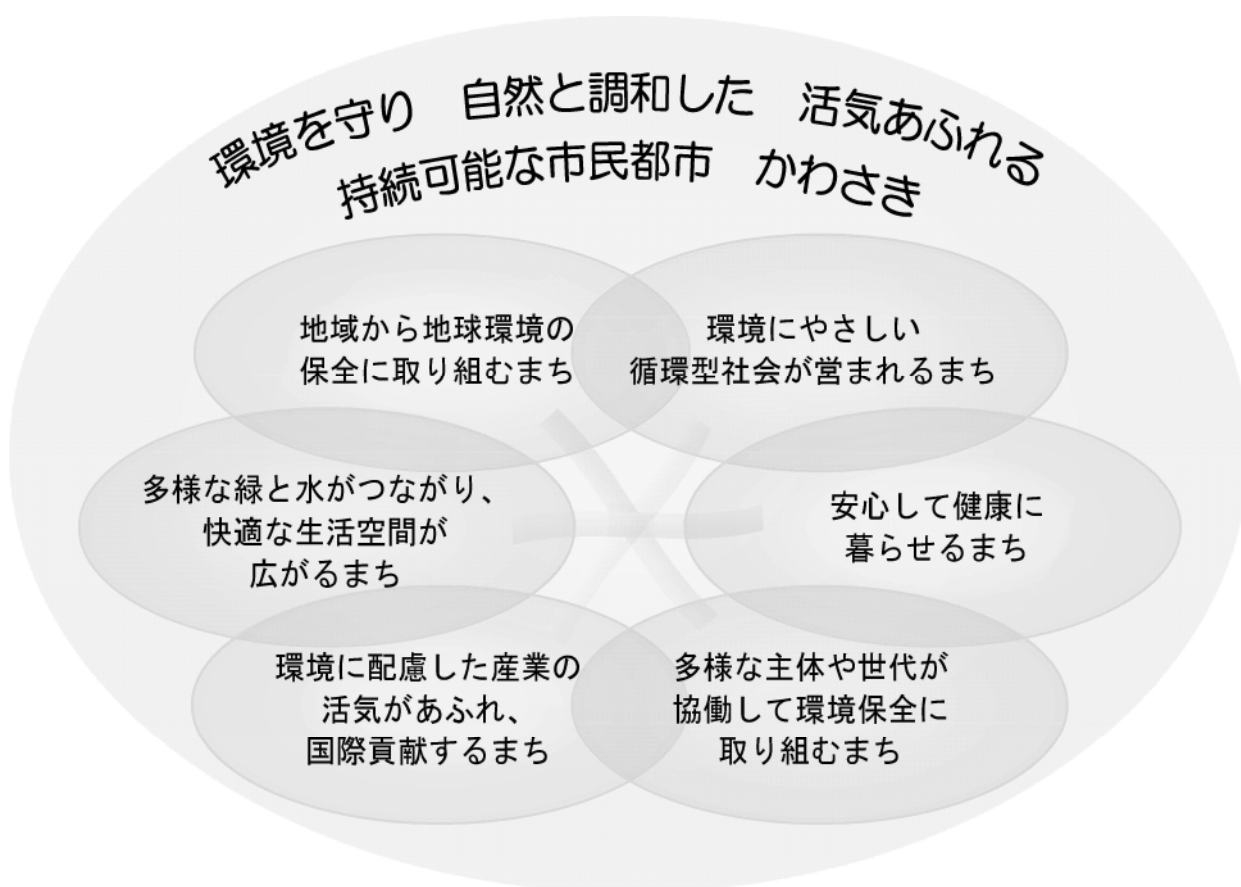 環境を守り 自然と調和した 活気あふれる
持続可能な市民都市 かわさき
地域から地球環境の
保全に取り組むまち
環境にやさしい
循環型社会が営まれるまち
多様な緑と水がつながり、
快適な生活空間が
広がるまち
安心して健康に
暮らせるまち
環境に配慮した産業の
活気があふれ、
国際貢献するまち
多様な主体や世代が
協働して環境保全に
取り組むまち